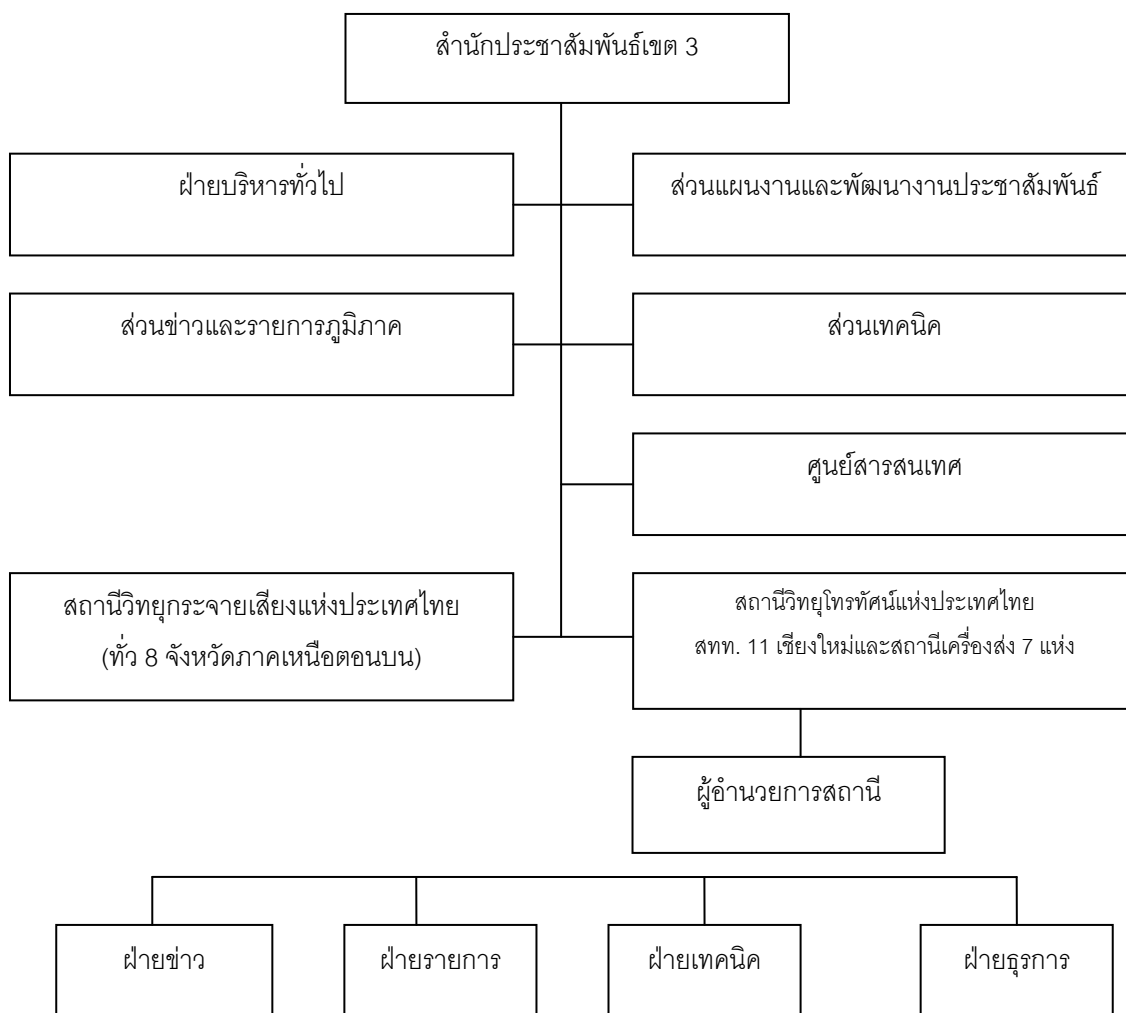 สำนักประชาสัมพันธ์เขต 3
ฝ่ายบริหารทั่วไป
ส่วนแผนงานและพัฒนางานประชาสัมพันธ์
ส่วนข่าวและรายการภูมิภาค
ส่วนเทคนิค
ศูนย์สารสนเทศ
สถานีวิทยุกระจายเสียงแห่งประเทศไทย
(ทั่ว 8 จังหวัดภาคเหนือตอนบน)
สถานีวิทยุโทรทัศน์แห่งประเทศไทย
สทท. 11 เชียงใหม่และสถานีเครื่องส่ง 7 แห่ง
ผู้อำนวยการสถานี
ฝ่ายข่าว
ฝ่ายรายการ
ฝ่ายเทคนิค
ฝ่ายธุรการ